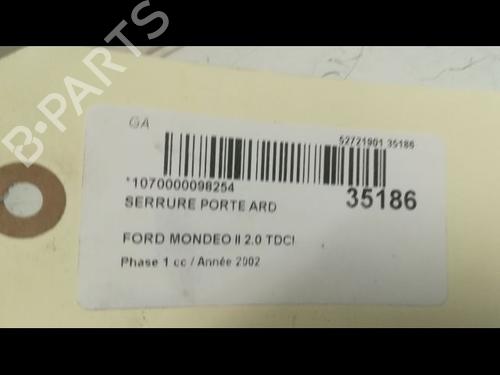 B-PARTS
GA
52721901 35186
*1070000098254
35186
SERRURE PORTE ARD
FORD MONDEO II 2.0 TDCI
Phase 1 cc / Année 2002